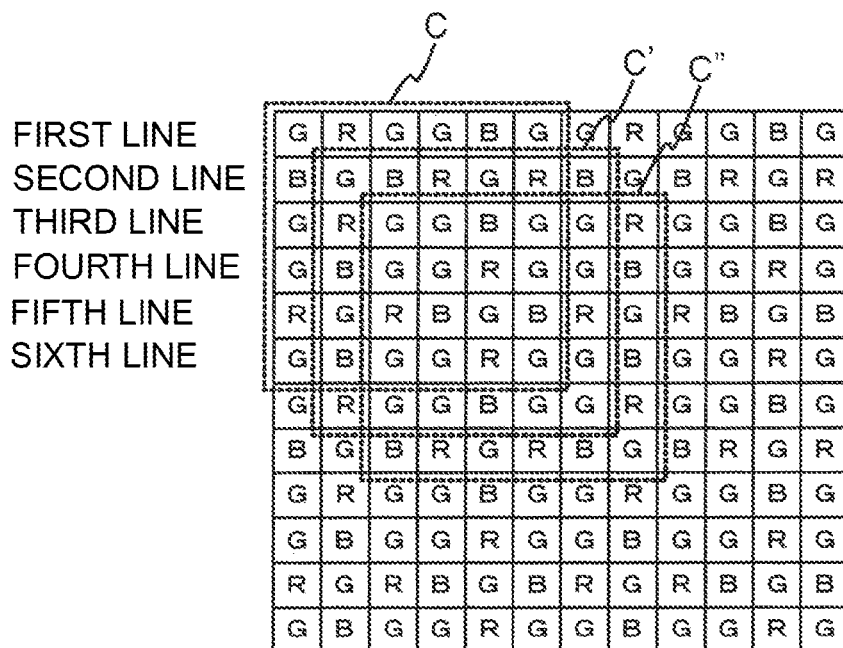 C
C' C"
FIRST LINE G R G G B G G R G G B G
SECOND LINE B G B R G R B G B R G R
THIRD LINE G R G G B G G R G G B G
FOURTH LINE G B G G R G G B G G R G
FIFTH LINE R G R B G B R G R B G B
SIXTH LINE G B G G R G G B G G R G
G R G G B G G R G G B G
B G B R G R B G B R G R
G R G G B G G R G G B G
G B G G R G G B G G R G
R G R B G B R G R B G B
G B G G R G G B G G R G